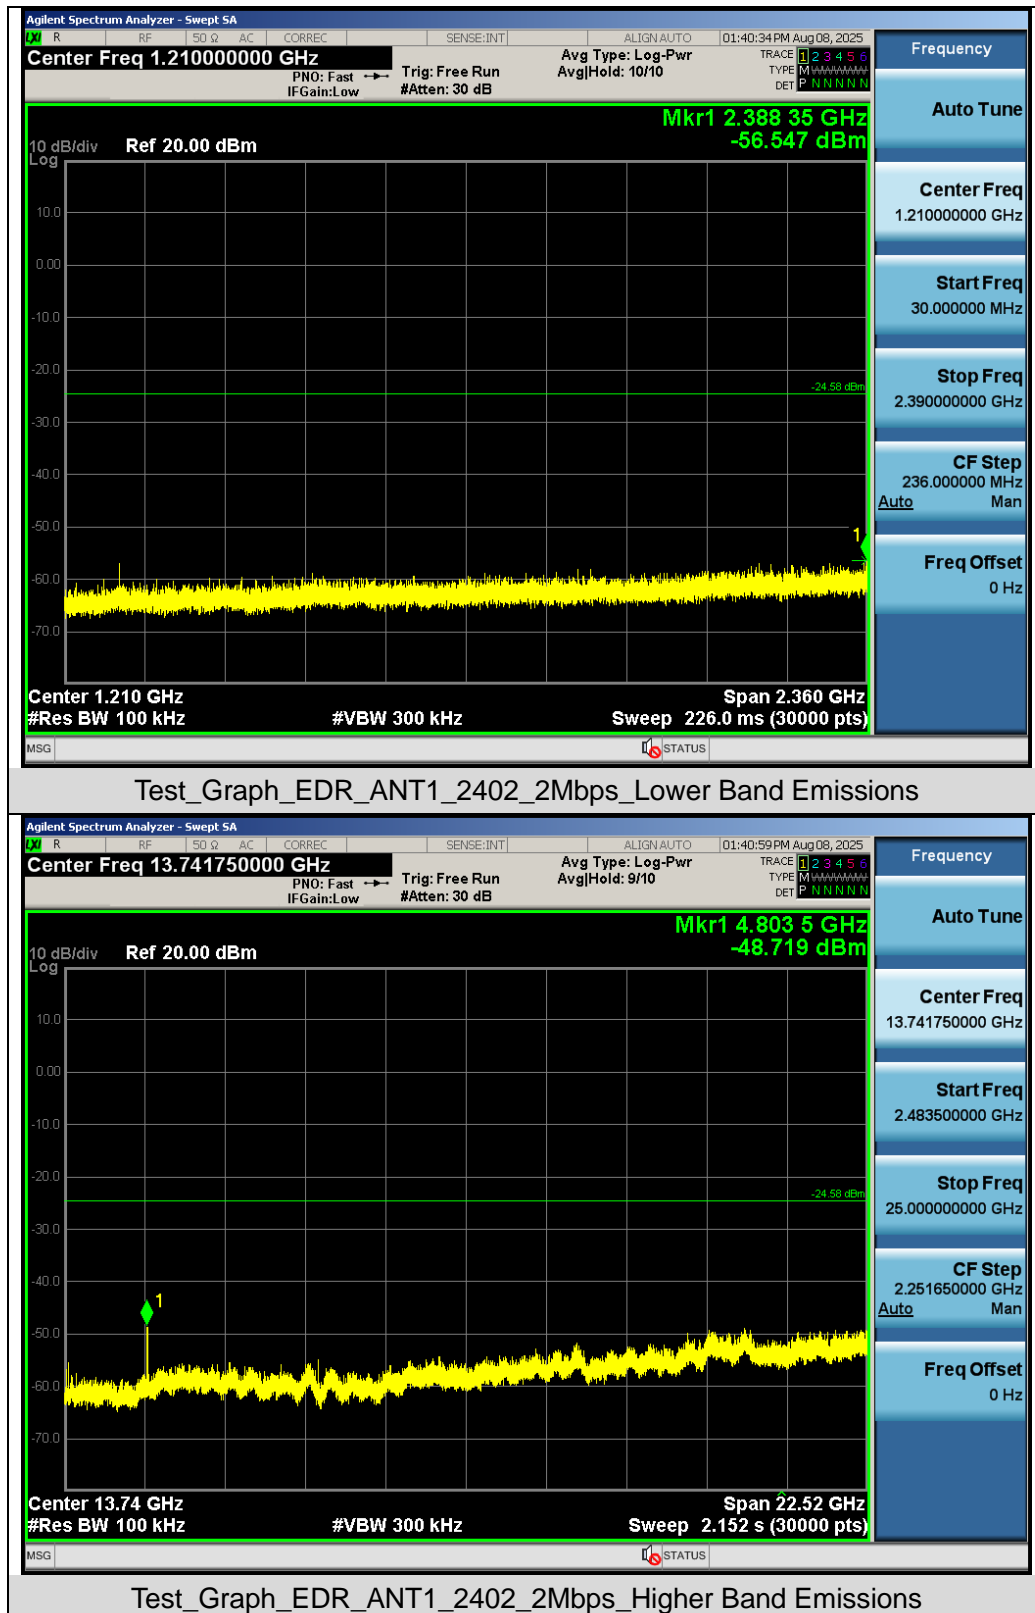 Agilent Spectrum Analyzer - Swept SA
LXI R RF 50 Ω AC CORREC SENSE:INT ALIGN AUTO 01:40:34 PM Aug 08, 2025
Center Freq 1.210000000 GHz
PNO: Fast
IFGain:Low
Trig: Free Run
#Atten: 30 dB
Avg Type: Log-Pwr
Avg|Hold: 10/10
TRACE 1 2 3 4 5 6
TYPE M
DET P N N N N N
Mkr1 2.388 35 GHz
-56.547 dBm
10 dB/div Ref 20.00 dBm
Log
10.0
0.00
-10.0
-20.0
-24.58 dBm
-30.0
-40.0
-50.0
1
-60.0
-70.0
Center 1.210 GHz Span 2.360 GHz
#Res BW 100 kHz #VBW 300 kHz Sweep 226.0 ms (30000 pts)
MSG STATUS
Frequency
Auto Tune
Center Freq
1.210000000 GHz
Start Freq
30.000000 MHz
Stop Freq
2.390000000 GHz
CF Step
236.000000 MHz
Auto Man
Freq Offset
0 Hz
Test_Graph_EDR_ANT1_2402_2Mbps_Lower Band Emissions
Agilent Spectrum Analyzer - Swept SA
LXI R RF 50 Ω AC CORREC SENSE:INT ALIGN AUTO 01:40:59 PM Aug 08, 2025
Center Freq 13.741750000 GHz
PNO: Fast
IFGain:Low
Trig: Free Run
#Atten: 30 dB
Avg Type: Log-Pwr
Avg|Hold: 9/10
TRACE 1 2 3 4 5 6
TYPE M
DET P N N N N N
Mkr1 4.803 5 GHz
-48.719 dBm
10 dB/div Ref 20.00 dBm
Log
10.0
0.00
-10.0
-20.0
-24.58 dBm
-30.0
-40.0
1
-50.0
-60.0
-70.0
Center 13.74 GHz Span 22.52 GHz
#Res BW 100 kHz #VBW 300 kHz Sweep 2.152 s (30000 pts)
MSG STATUS
Frequency
Auto Tune
Center Freq
13.741750000 GHz
Start Freq
2.483500000 GHz
Stop Freq
25.000000000 GHz
CF Step
2.251650000 GHz
Auto Man
Freq Offset
0 Hz
Test_Graph_EDR_ANT1_2402_2Mbps_Higher Band Emissions